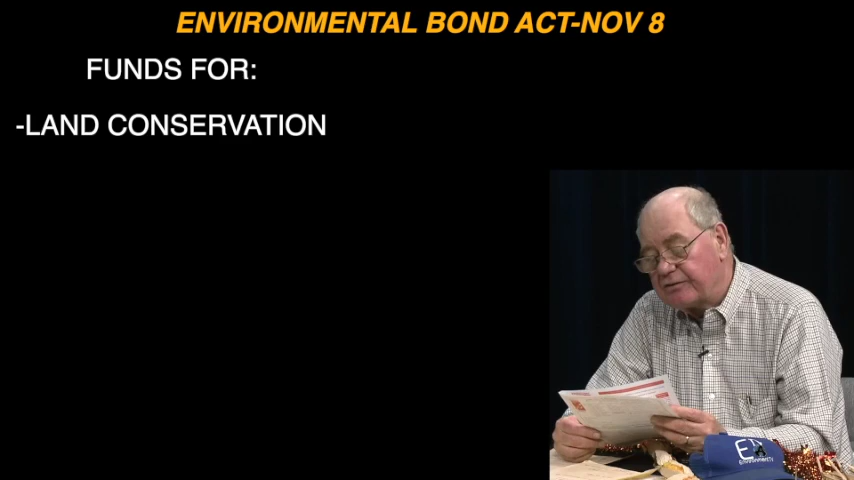 ENVIRONMENTAL BOND ACT-NOV 8
FUNDS FOR:
-LAND CONSERVATION